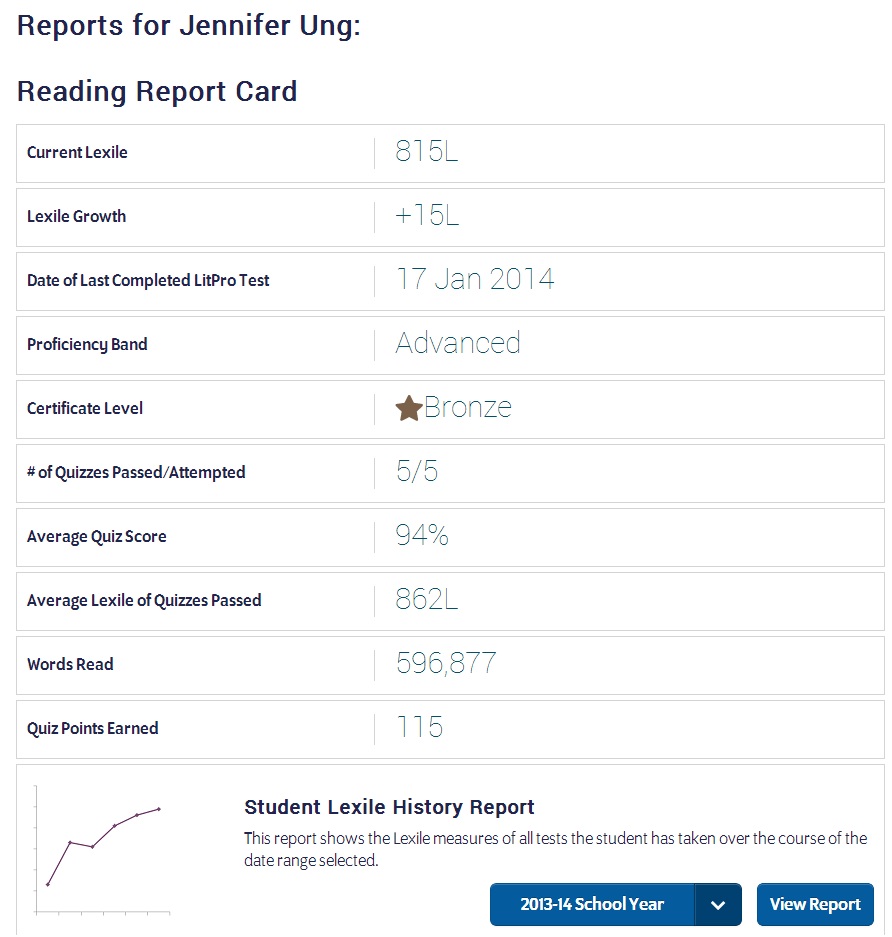 Reports for Jennifer Ung:
Reading Report Card
Current Lexile 815L
Lexile Growth +15L
Date of Last Completed LitPro Test 17 Jan 2014
Proficiency Band Advanced
Certificate Level Bronze
# of Quizzes Passed/Attempted 5/5
Average Quiz Score 94%
Average Lexile of Quizzes Passed 862L
Words Read 596,877
Quiz Points Earned 115
Student Lexile History Report
This report shows the Lexile measures of all tests the student has taken over the course of the
date range selected.
2013-14 School Year View Report